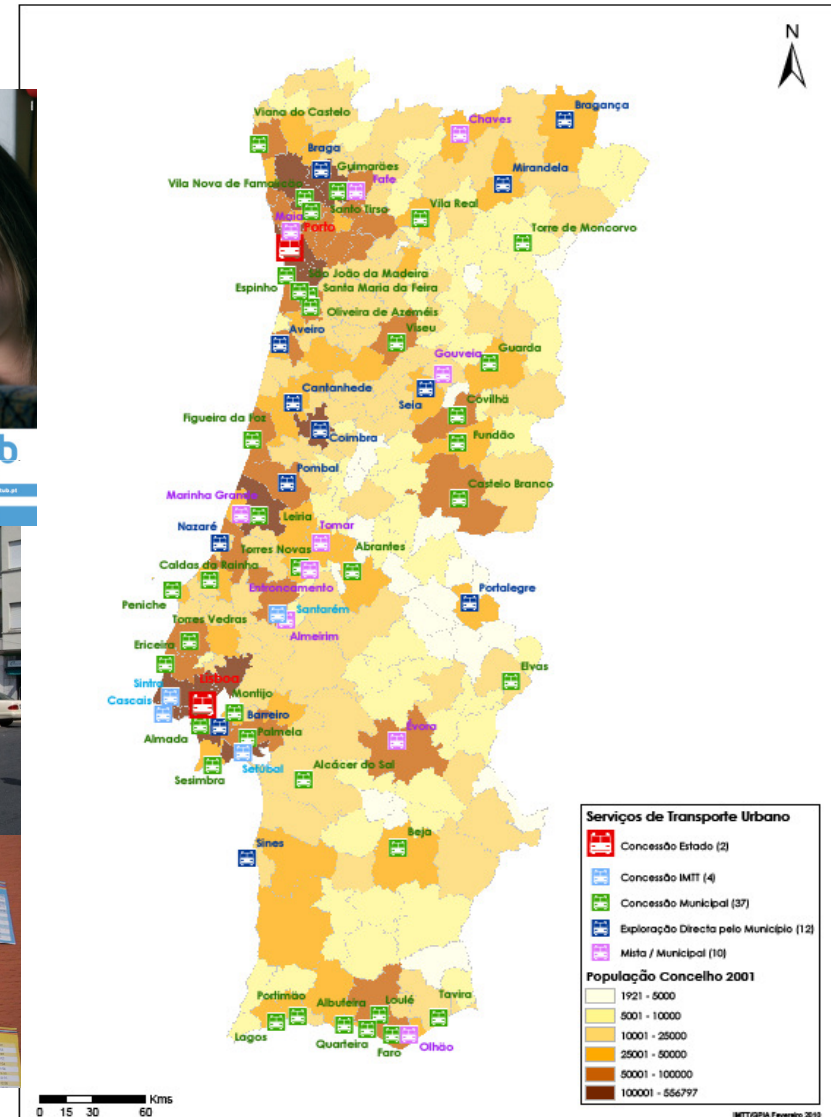 N
Viana do Castelo
Chaves
Bragança
Braga
Guimarães
Mirandela
Vila Nova de Famalicão
Fafe
Santo Tirso
Vila Real
Maia
Porto
Torre de Moncorvo
São João da Madeira
Espinho
Santa Maria da Feira
Oliveira de Azeméis
Aveiro
Viseu
Gouveia
Guarda
Cantanhede
Seia
Covilhã
Figueira da Foz
Coimbra
Fundão
b
Pombal
Castelo Branco
Marinha Grande
Leiria
Tomar
Nazaré
Torres Novas
Abrantes
Caldas da Rainha
Entroncamento
Portalegre
Peniche
Santarém
Torres Vedras
Almeirim
Ericeira
Elvas
Sintra
Lisboa
Cascais
Montijo
Barreiro
Évora
Almada
Palmela
Setúbal
Sesimbra
Alcácer do Sal
Beja
Sines
Portimão
Albufeira
Loulé
Tavira
Lagos
Quarteira
Faro
Olhão
Serviços de Transporte Urbano
Concessão Estado (2)
Concessão IMTT (4)
Concessão Municipal (37)
Exploração Directa pelo Município (12)
Mista / Municipal (10)
População Concelho 2001
1921 - 5000
5001 - 10000
10001 - 25000
25001 - 50000
50001 - 100000
100001 - 556797
Kms
0 15 30 60
IMTT/GPIA Fevereiro 2010